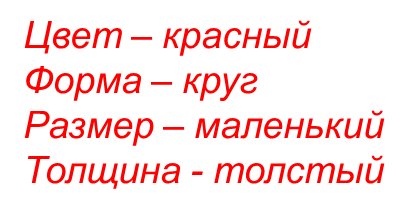 Цвет – красный
Форма – круг
Размер – маленький
Толщина - толстый